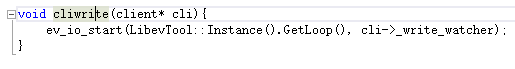 void cliwrite(client* cli){
    ev_io_start(LibevTool::Instance().GetLoop(), cli->_write_watcher);
}